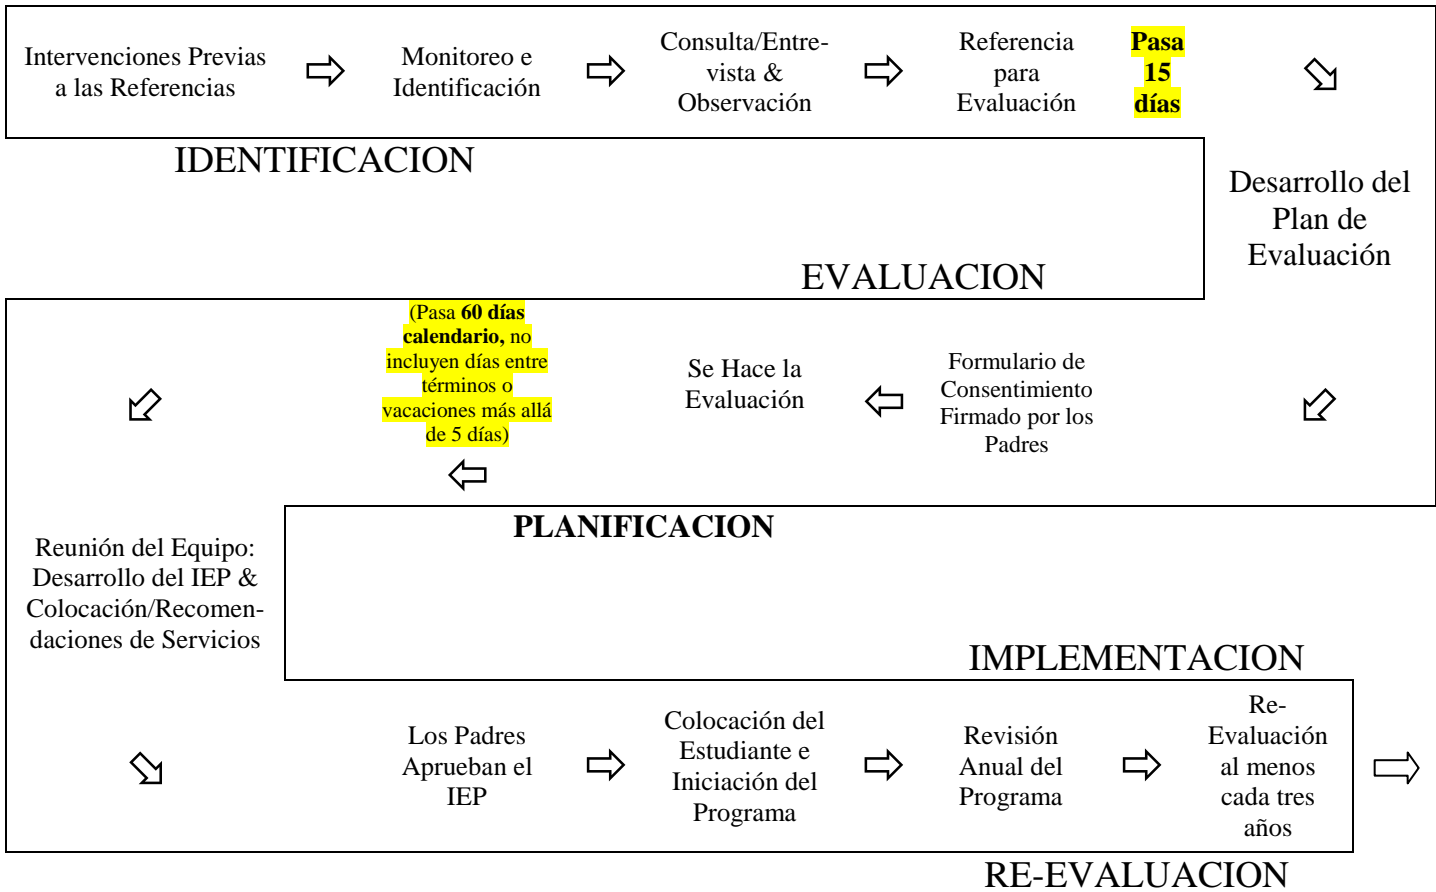 Intervenciones Previas
a las Referencias
Monitoreo e
Identificación
Consulta/Entre-
vista &
Observación
Referencia
para
Evaluación
Pasa
15
días
IDENTIFICACION
Desarrollo del
Plan de
Evaluación
EVALUACION
Formulario de
Consentimiento
Firmado por los
Padres
Se Hace la
Evaluación
(Pasa 60 días
calendario, no
incluyen días entre
términos o
vacaciones más allá
de 5 días)
PLANIFICACION
Reunión del Equipo:
Desarrollo del IEP &
Colocación/Recomen-
daciones de Servicios
IMPLEMENTACION
Los Padres
Aprueban el
IEP
Colocación del
Estudiante e
Iniciación del
Programa
Revisión
Anual del
Programa
Re-
Evaluación
al menos
cada tres
años
RE-EVALUACION